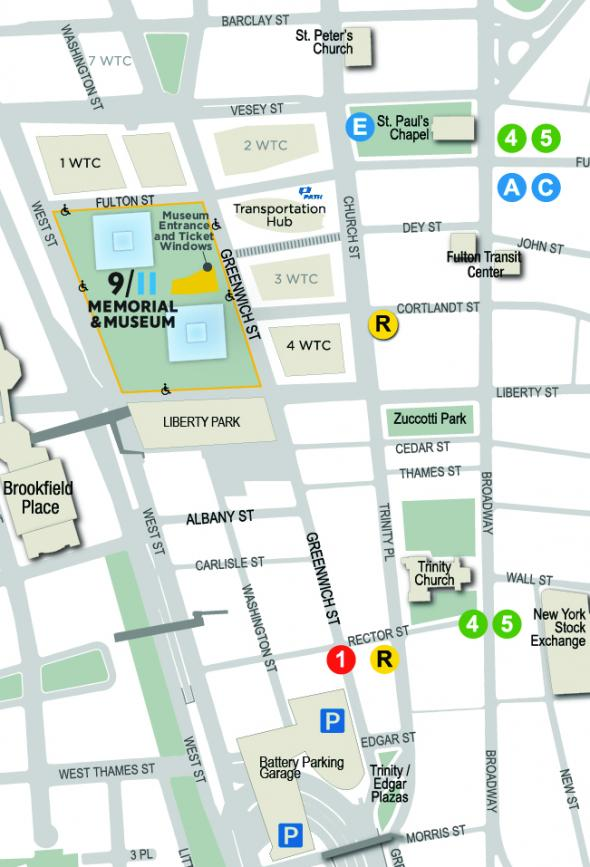 BARCLAY ST
St. Peter's
Church
WASHINGTON ST
7 WTC
VESEY ST
E
St. Paul's
Chapel
4 5
1 WTC
2 WTC
FU
A C
FULTON ST
PATH
Transportation
Hub
WEST ST
Museum
Entrance
and Ticket
Windows
CHURCH ST
DEY ST
JOHN ST
Fulton Transit
Center
GREENWICH ST
9/11
MEMORIAL
& MUSEUM
3 WTC
CORTLANDT ST
R
4 WTC
LIBERTY ST
LIBERTY PARK
Zuccotti Park
CEDAR ST
THAMES ST
Brookfield
Place
WEST ST
ALBANY ST
GREENWICH ST
TRINITY PL
BROADWAY
CARLISLE ST
Trinity
Church
WALL ST
WASHINGTON ST
RECTOR ST
4 5
New York
Stock
Exchange
1 R
P
WEST ST
EDGAR ST
Battery Parking
Garage
Trinity /
Edgar
Plazas
BROADWAY
NEW ST
WEST THAMES ST
P
MORRIS ST
3 PL
LIT
GR